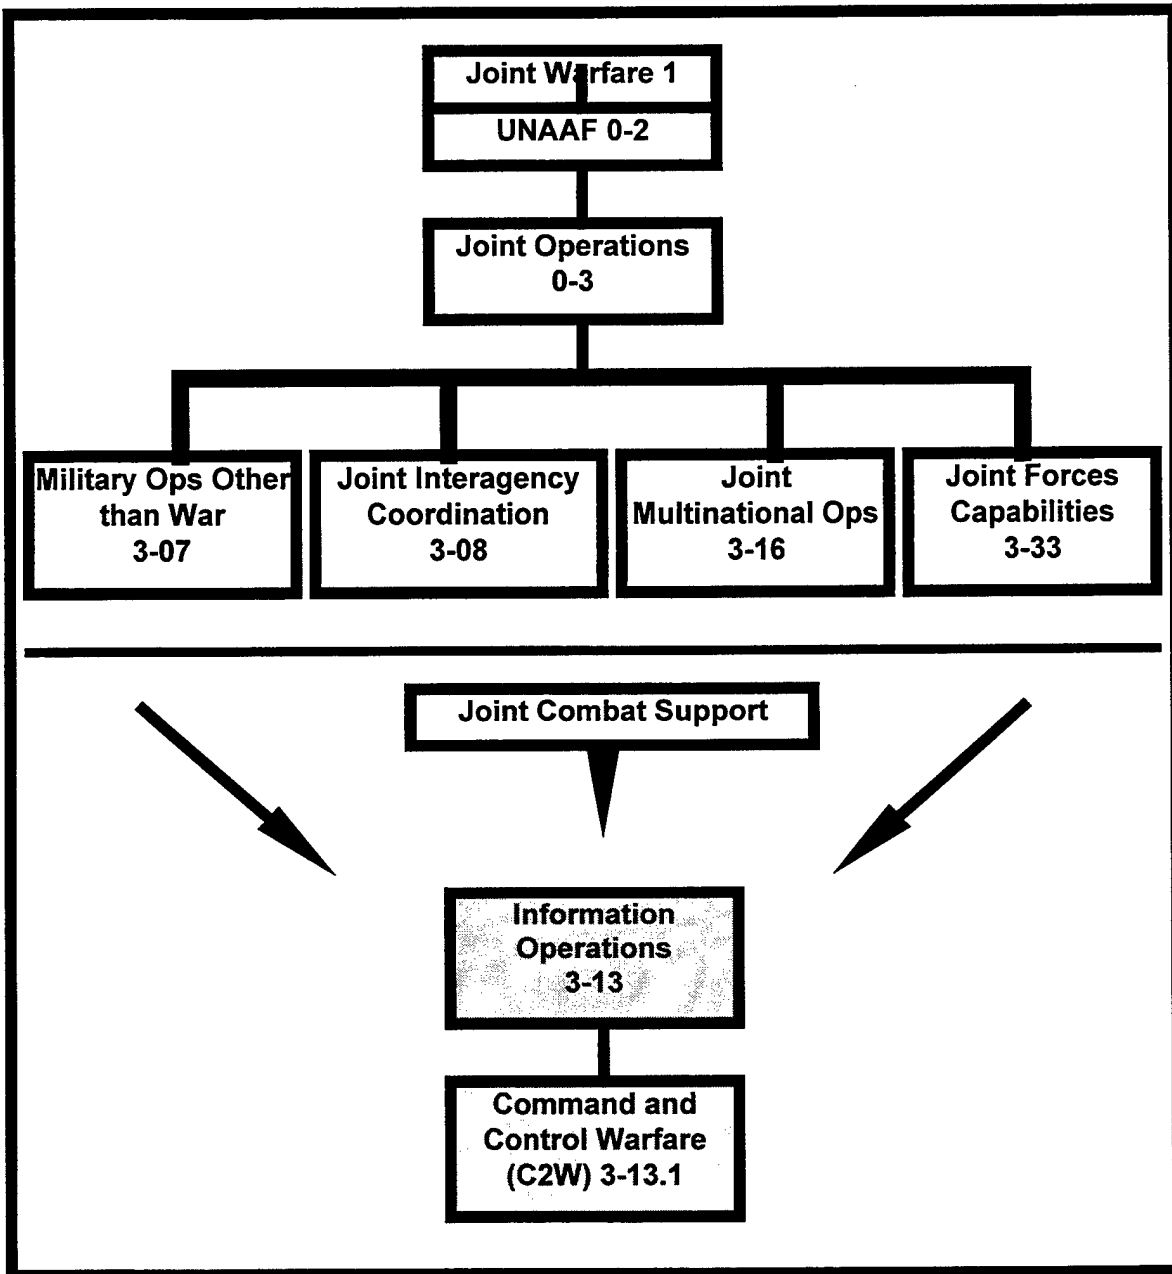 Joint Warfare 1
UNAAF 0-2
Joint Operations
0-3
Military Ops Other
than War
3-07
Joint Interagency
Coordination
3-08
Joint
Multinational Ops
3-16
Joint Forces
Capabilities
3-33
Joint Combat Support
Information
Operations
3-13
Command and
Control Warfare
(C2W) 3-13.1